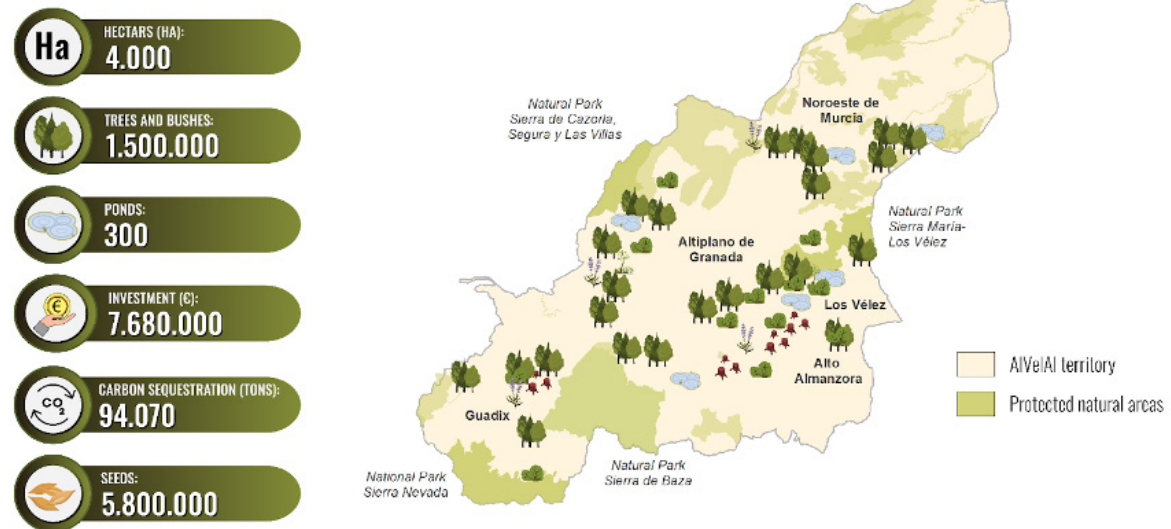 Ha
HECTARS (HA):
4.000
TREES AND BUSHES:
1.500.000
PONDS:
300
€
INVESTMENT (€):
7.680.000
CO2
CARBON SEQUESTRATION (TONS):
94.070
SEEDS:
5.800.000
Natural Park
Sierra de Cazorla,
Segura y Las Villas
Noroeste de
Murcia
Natural Park
Sierra María-
Los Vélez
Altiplano de
Granada
Los Vélez
Alto
Almanzora
Guadix
National Park
Sierra Nevada
Natural Park
Sierra de Baza
AlVelAl territory
Protected natural areas